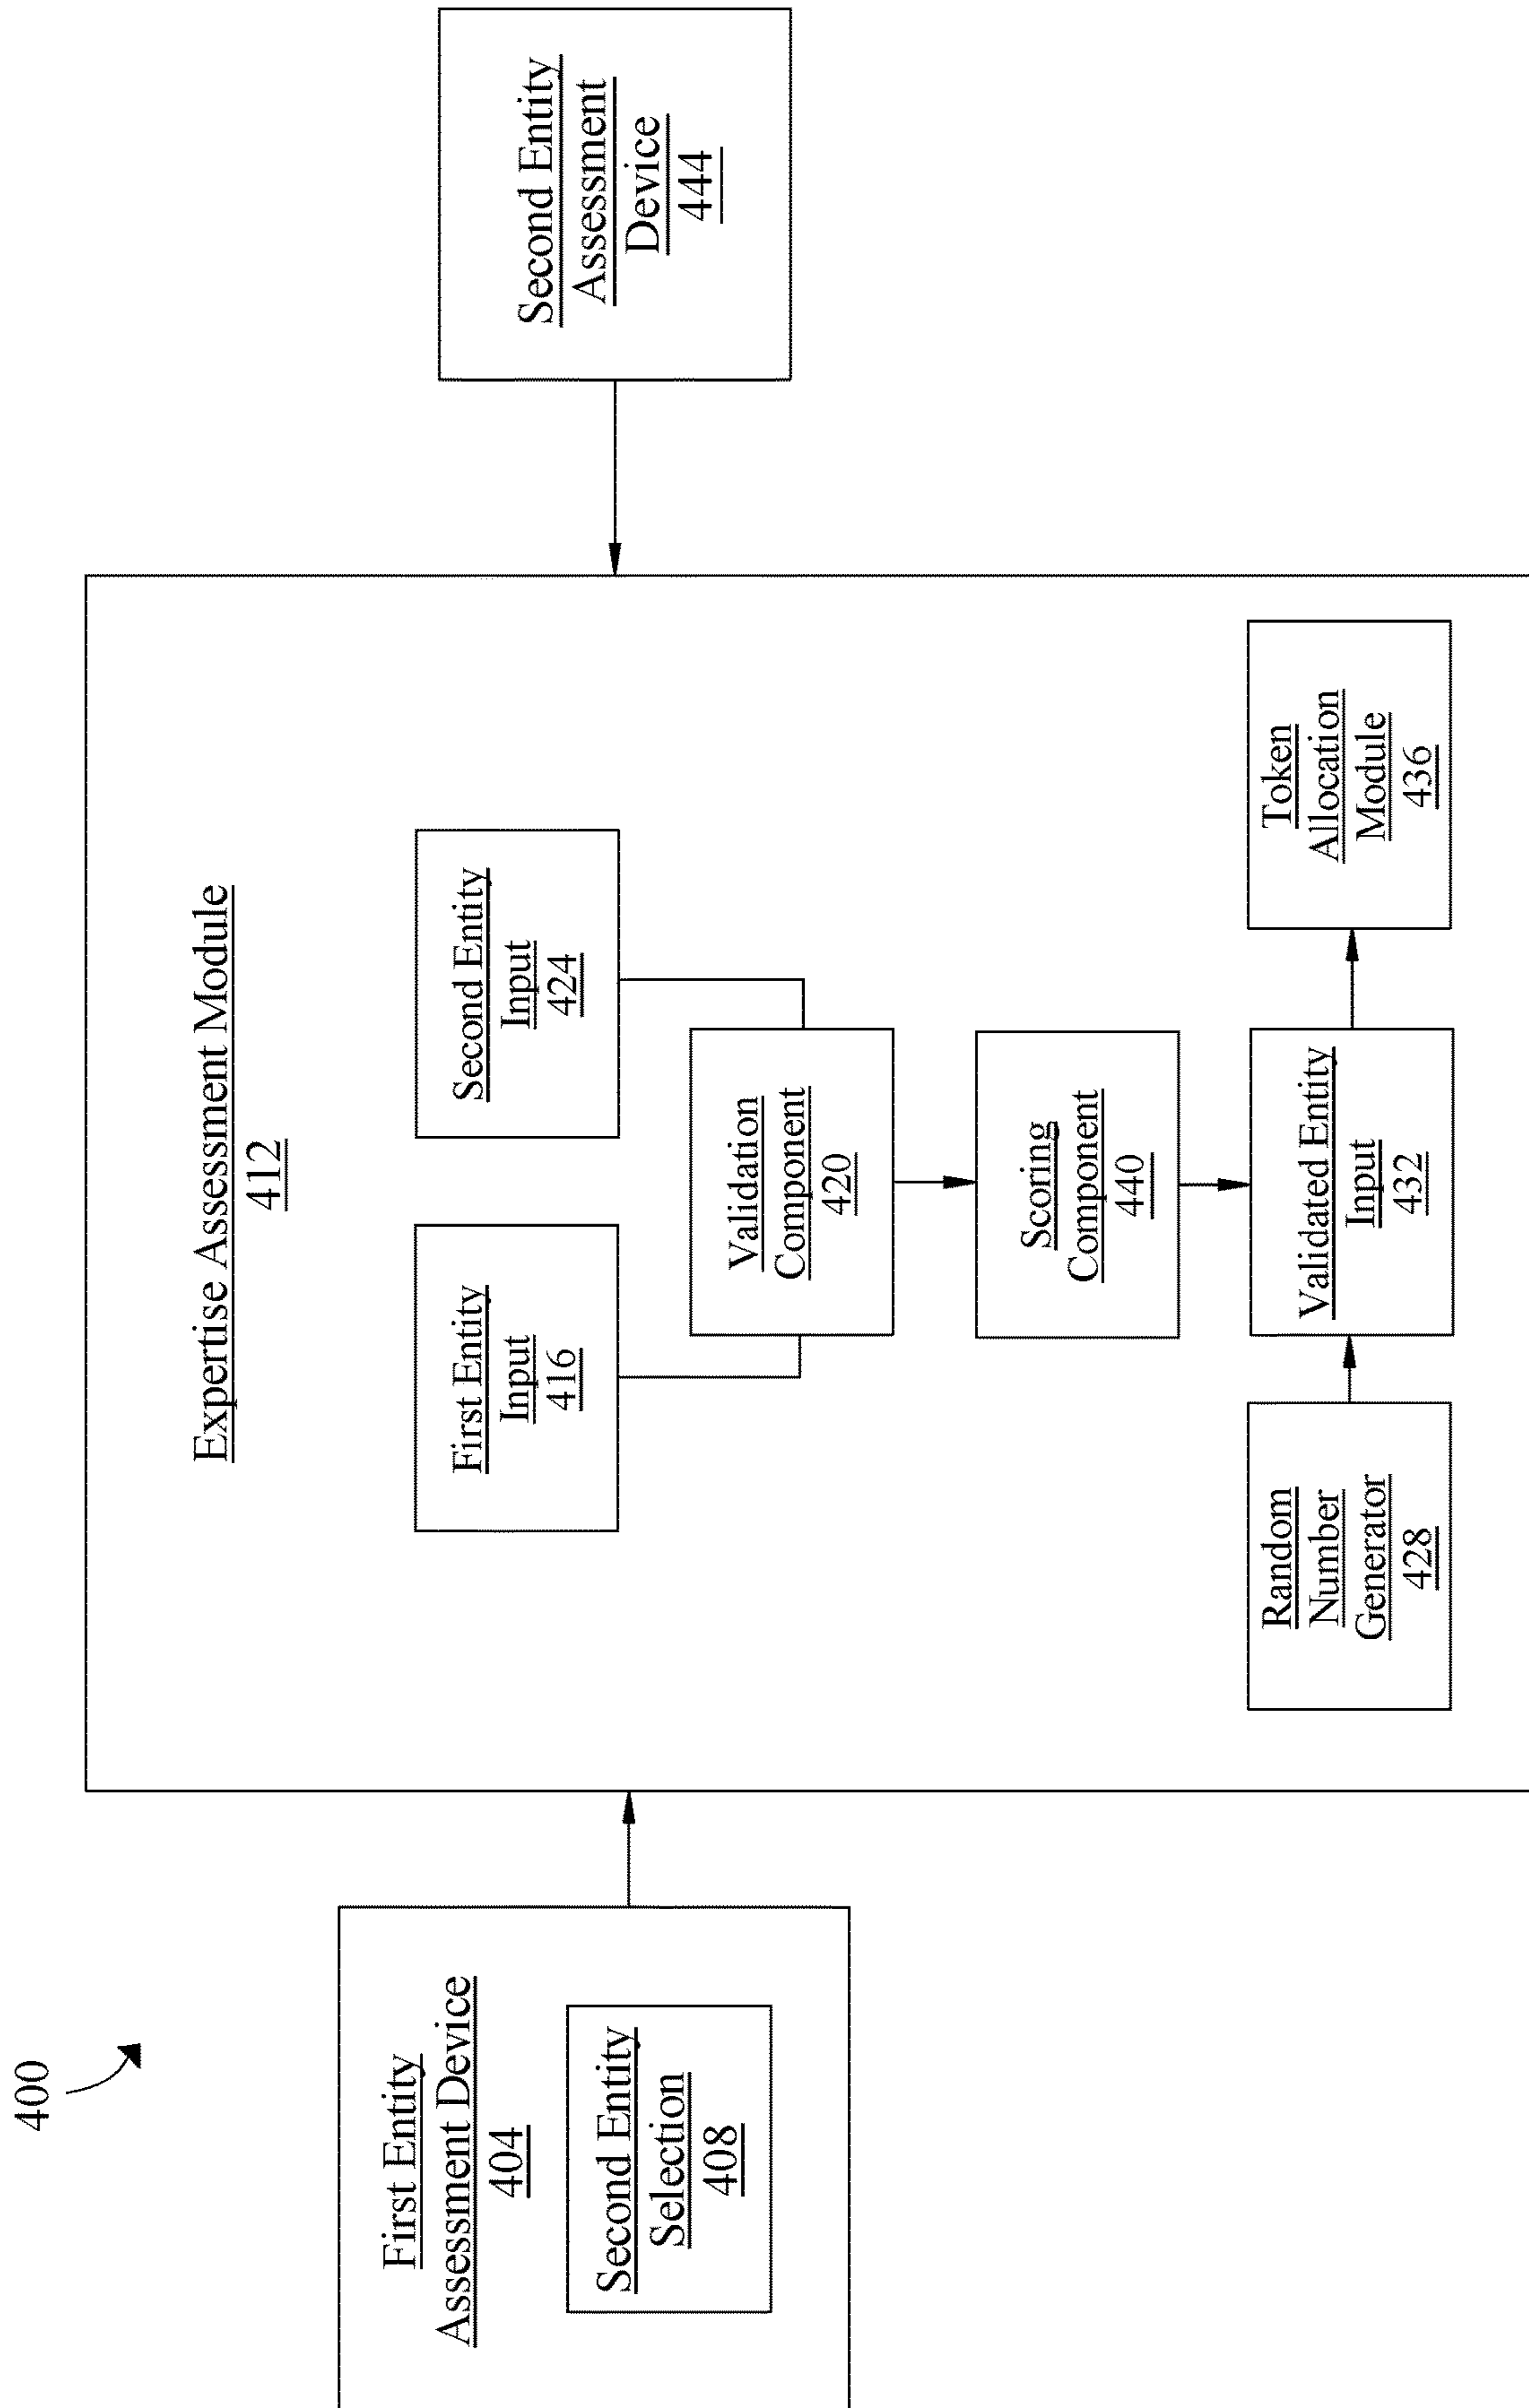 400
First Entity
Assessment Device
404
Second Entity
Selection
408
Expertise Assessment Module
412
First Entity
Input
416
Second Entity
Input
424
Validation
Component
420
Scoring
Component
440
Random
Number
Generator
428
Validated Entity
Input
432
Token
Allocation
Module
436
Second Entity
Assessment
Device
444